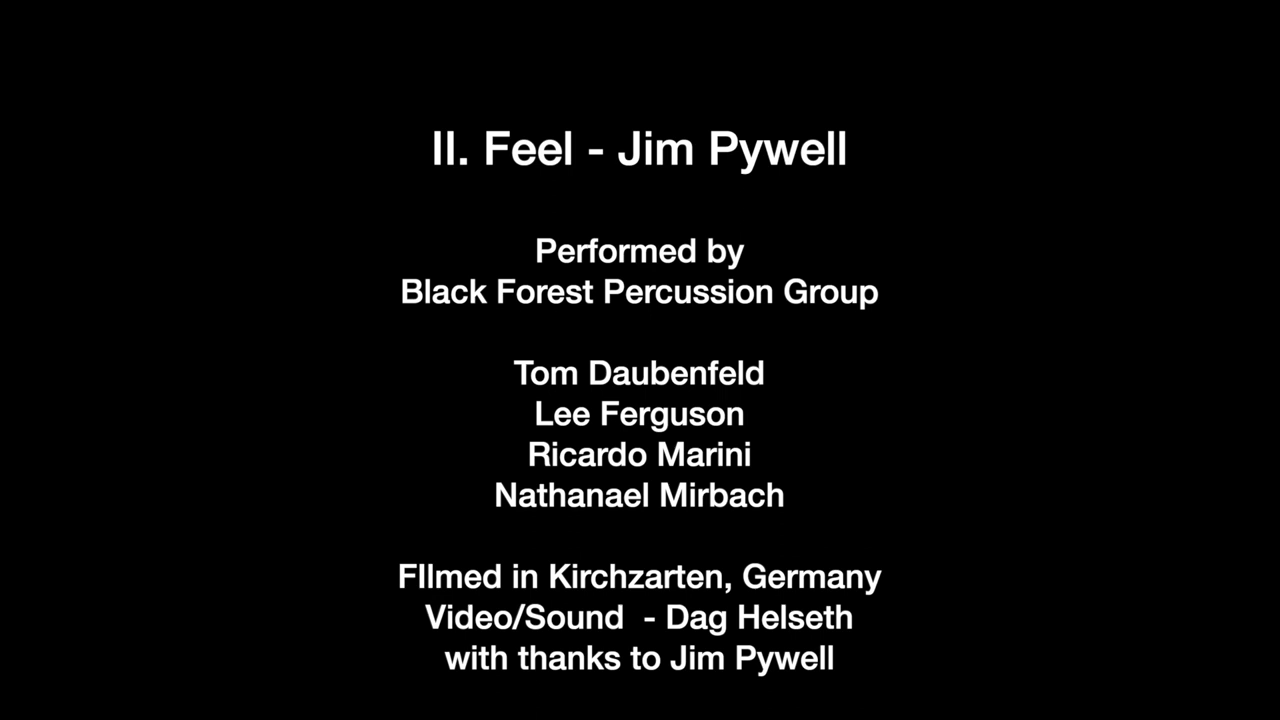 II. Feel - Jim Pywell
Performed by
Black Forest Percussion Group
Tom Daubenfeld
Lee Ferguson
Ricardo Marini
Nathanael Mirbach
FIlmed in Kirchzarten, Germany
Video/Sound  - Dag Helseth
with thanks to Jim Pywell